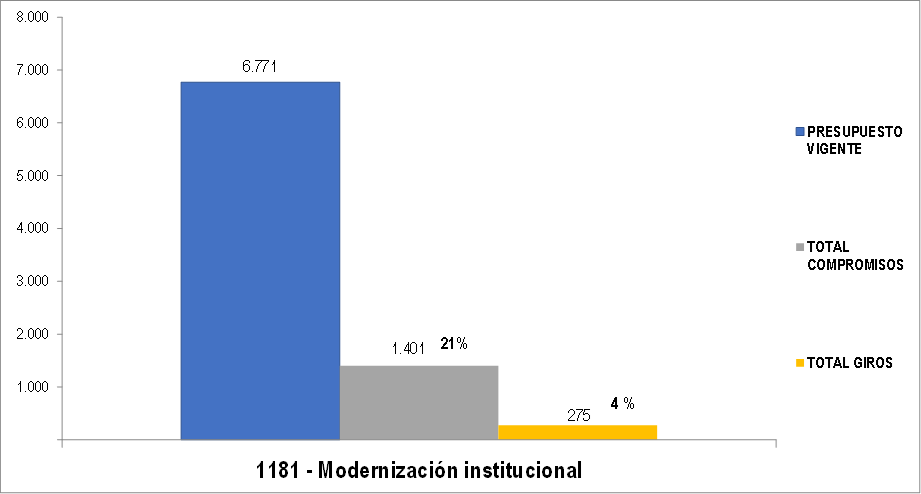 8.000
7.000
6.000
5.000
4.000
3.000
2.000
1.000
6.771
1.401 21%
275 4 %
1181 - Modernización institucional
PRESUPUESTO
VIGENTE
TOTAL
COMPROMISOS
TOTAL GIROS